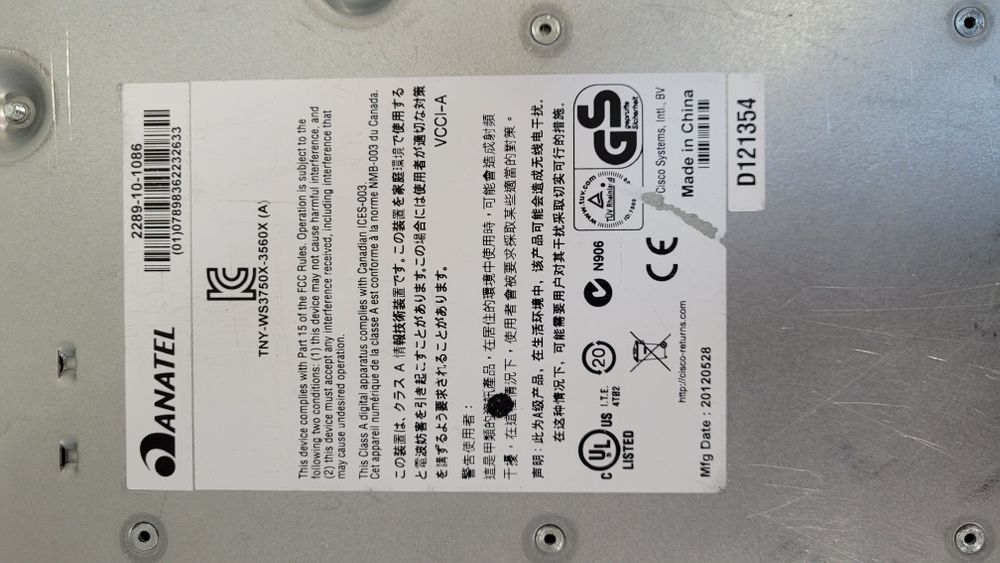 2289-10-1086
(01)07898362232633
ANATEL
TNY-WS3750X-3560X (A)
This device complies with Part 15 of the FCC Rules. Operation is subject to the
following two conditions: (1) this device may not cause harmful interference, and
(2) this device must accept any interference received, including interference that
may cause undesired operation.
This Class A digital apparatus complies with Canadian ICES-003.
Cet appareil numérique de la classe A est conforme à la norme NMB-003 du Canada.
この装置は、クラス A 情報技術装置です。この装置を家庭環境で使用する
と電波妨害を引き起こすことがあります。この場合には使用者が適切な対策
を講ずるよう要求されることがあります。
VCCI-A
警告使用者：
這是甲類的資訊產品，在居住的環境中使用時，可能會造成射頻
干擾，在這種情況下，使用者會被要求採取某些適當的對策。
声明：此为A级产品，在生活环境中，该产品可能会造成无线电干扰。
在这种情况下，可能需要用户对其干扰采取切实可行的措施。
C UL US
LISTED
I.T.E.
4T82
20
N906
CE
www.tuv.com
TÜV Rheinland
GS
geprüfte
Sicherheit
http://cisco-returns.com
Cisco Systems, Intl., BV
Mfg Date : 20120528
Made in China
D121354